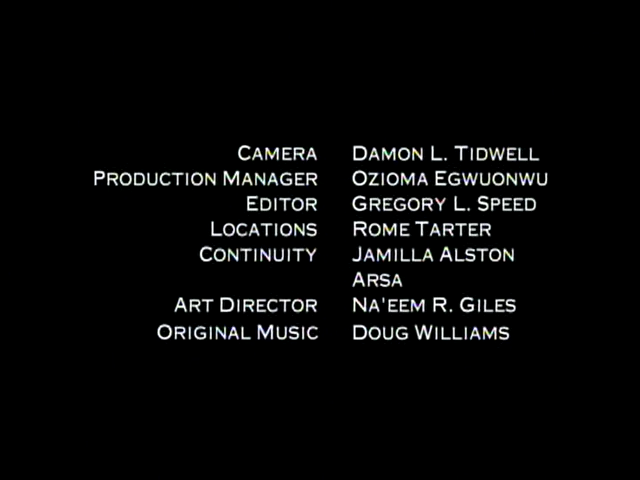 CAMERA DAMON L. TIDWELL
PRODUCTION MANAGER OZIOMA EGWUONWU
EDITOR GREGORY L. SPEED
LOCATIONS ROME TARTER
CONTINUITY JAMILLA ALSTON
ARSA
ART DIRECTOR NA'EEM R. GILES
ORIGINAL MUSIC DOUG WILLIAMS